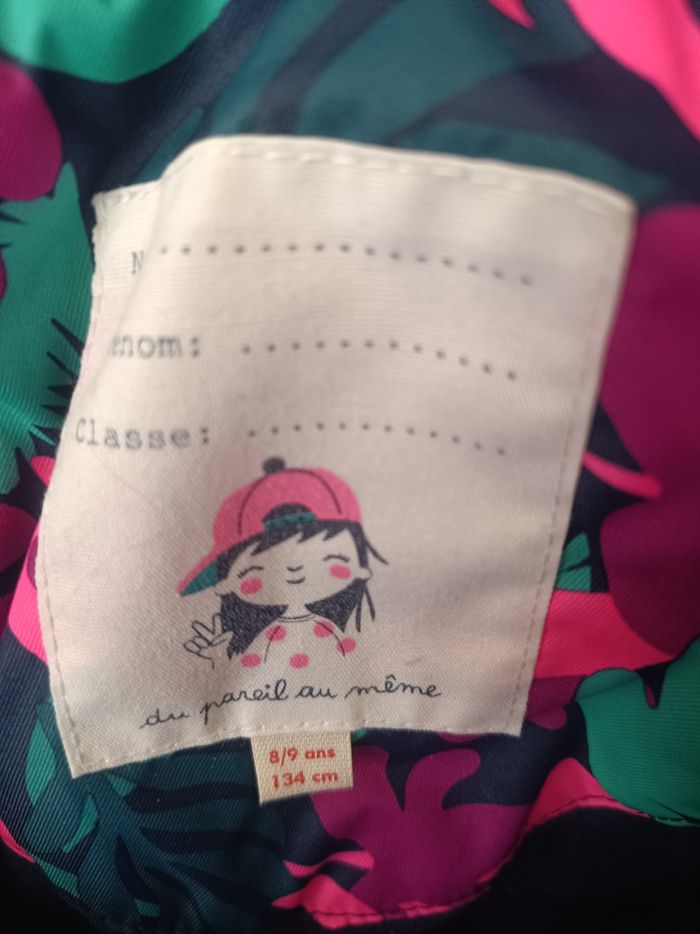 N
enom: ............
Classe: ............
du pareil au même
8/9 ans
134 cm